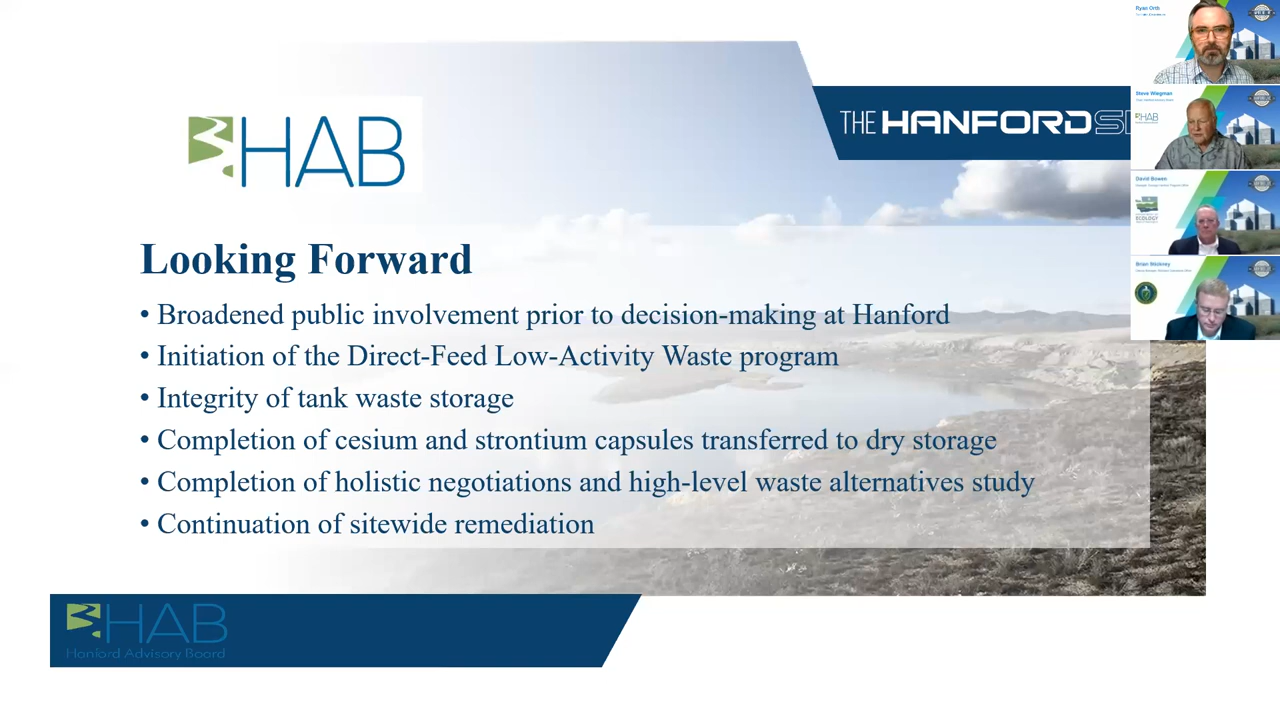 HAB
THE HANFORD
Looking Forward
• Broadened public involvement prior to decision-making at Hanford
• Initiation of the Direct-Feed Low-Activity Waste program
• Integrity of tank waste storage
• Completion of cesium and strontium capsules transferred to dry storage
• Completion of holistic negotiations and high-level waste alternatives study
• Continuation of sitewide remediation
HAB
Hanford Advisory Board
Ryan Orth
Steve Wiegman
HAB
David Bowen
ECOLOGY